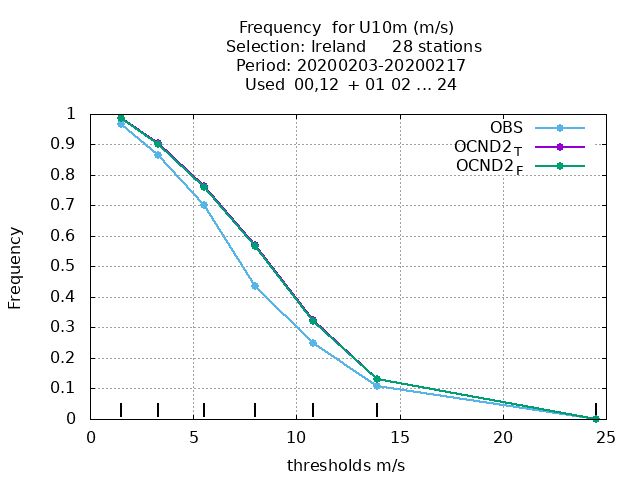 Frequency  for U10m (m/s)
Selection: Ireland     28 stations
Period: 20200203-20200217
Used  00,12  + 01 02 ... 24
1
0.9
0.8
0.7
0.6
0.5
0.4
0.3
0.2
0.1
0
Frequency
OBS
OCND2T
OCND2F
0 5 10 15 20 25
thresholds m/s